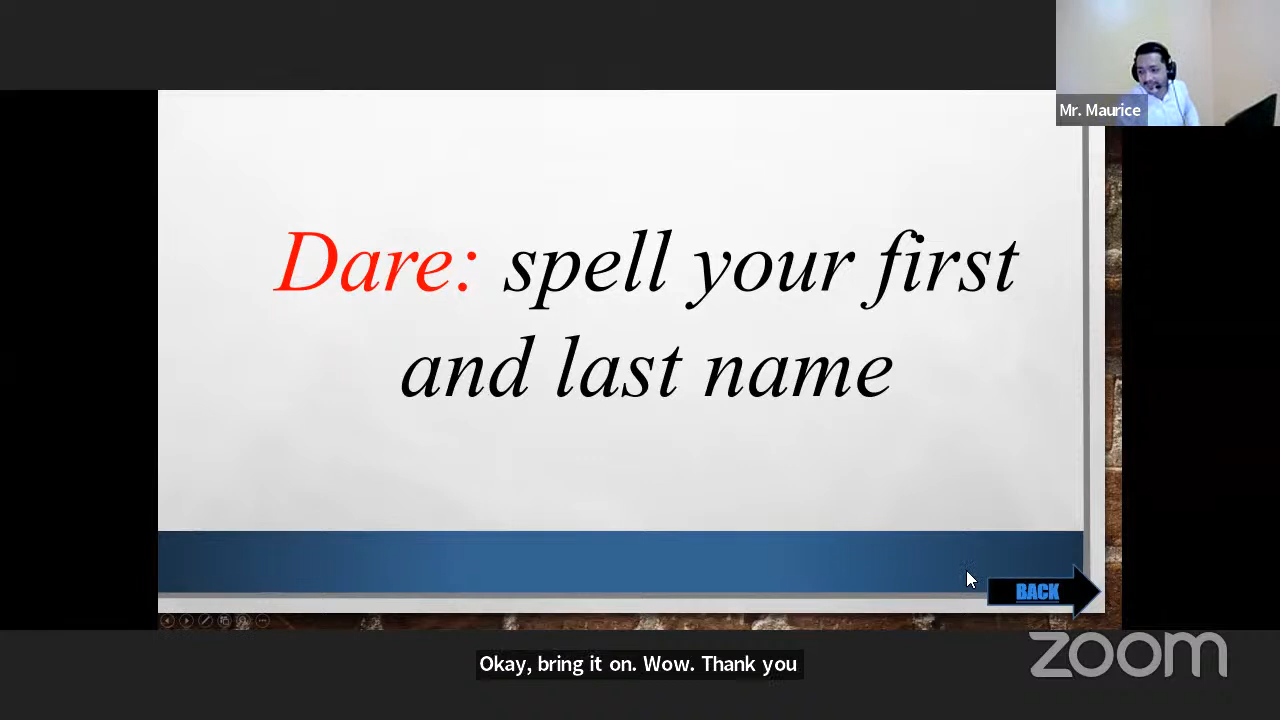 Mr. Maurice
Dare: spell your first
and last name
BACK
zoom
Okay, bring it on. Wow. Thank you